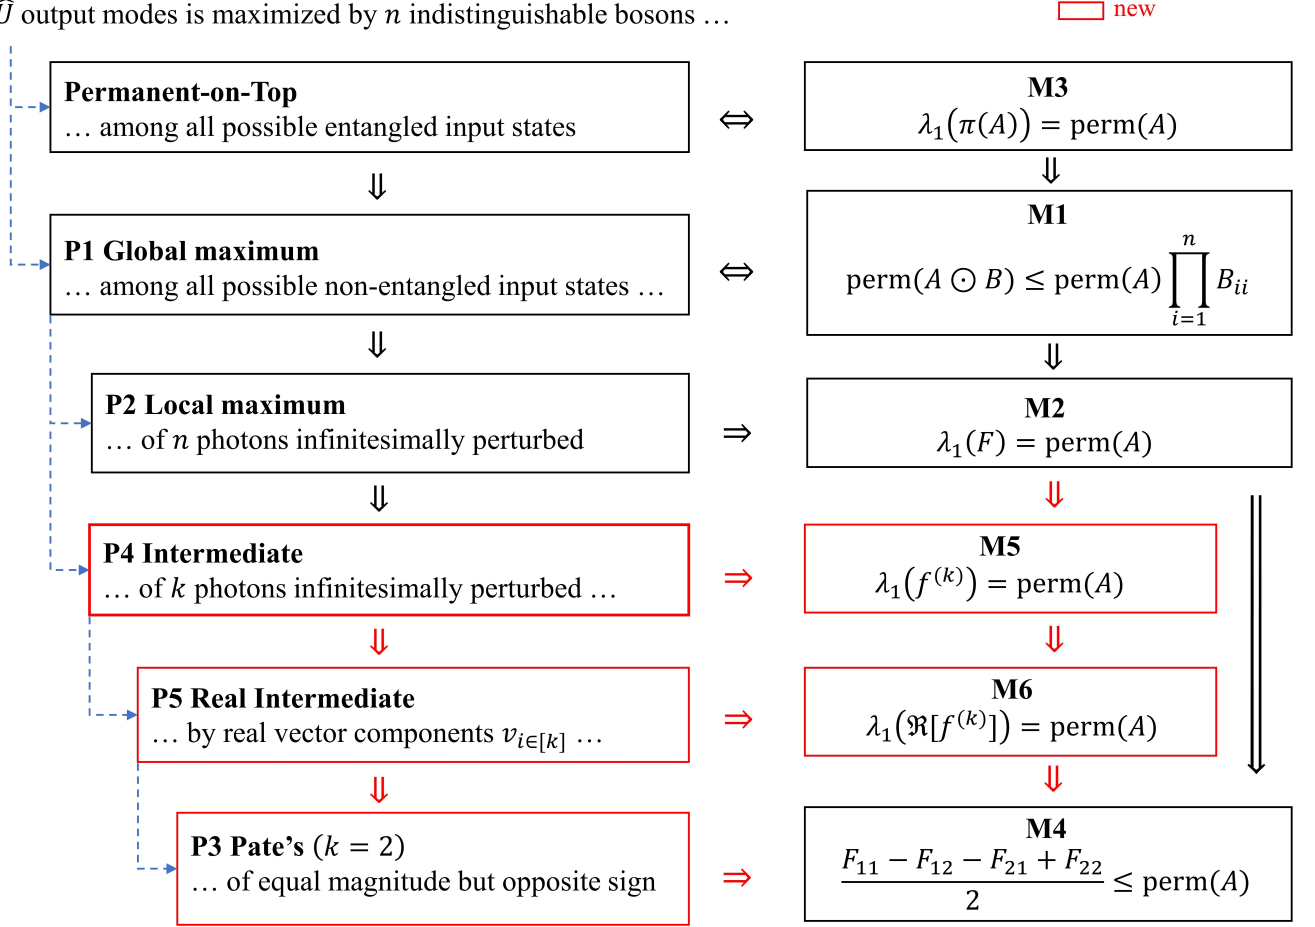 Û output modes is maximized by n indistinguishable bosons …
new
Permanent-on-Top
… among all possible entangled input states
⇔
M3
λ₁(π(A)) = perm(A)
⇓
⇓
P1 Global maximum
… among all possible non-entangled input states …
⇔
M1
perm(A ⊙ B) ≤ perm(A) ∏ᵢ₌₁ⁿ Bᵢᵢ
⇓
⇓
P2 Local maximum
… of n photons infinitesimally perturbed
⇒
M2
λ₁(F) = perm(A)
⇓
⇓
P4 Intermediate
… of k photons infinitesimally perturbed …
⇒
M5
λ₁(f⁽ᵏ⁾) = perm(A)
⇓
⇓
P5 Real Intermediate
… by real vector components v_{i∈[k]} …
⇒
M6
λ₁(ℜ[f⁽ᵏ⁾]) = perm(A)
⇓
⇓
P3 Pate’s (k = 2)
… of equal magnitude but opposite sign
⇒
M4
(F₁₁ − F₁₂ − F₂₁ + F₂₂)/2 ≤ perm(A)